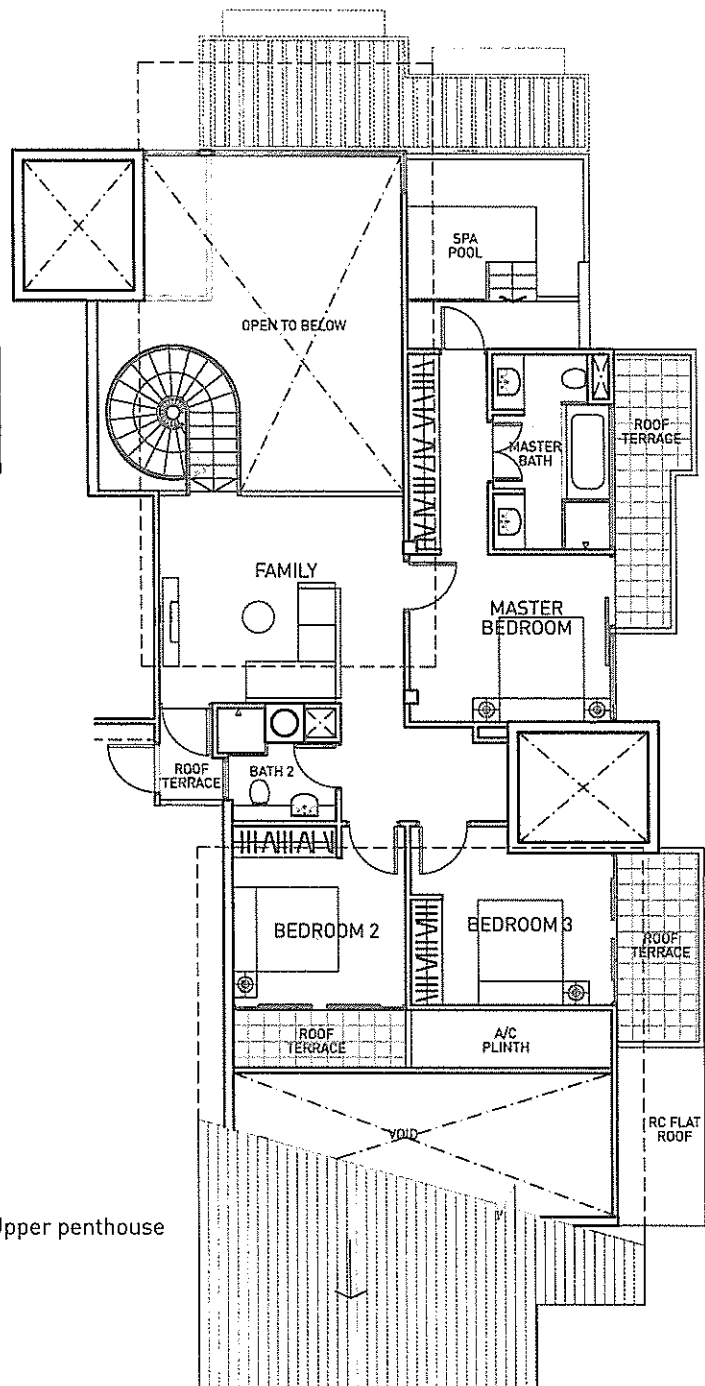 SPA
POOL
OPEN TO BELOW
ROOF
TERRACE
MASTER
BATH
FAMILY
MASTER
BEDROOM
ROOF
TERRACE
BATH 2
BEDROOM 2
BEDROOM 3
ROOF
TERRACE
ROOF
TERRACE
A/C
PLINTH
RC FLAT
ROOF
VOID
Upper penthouse